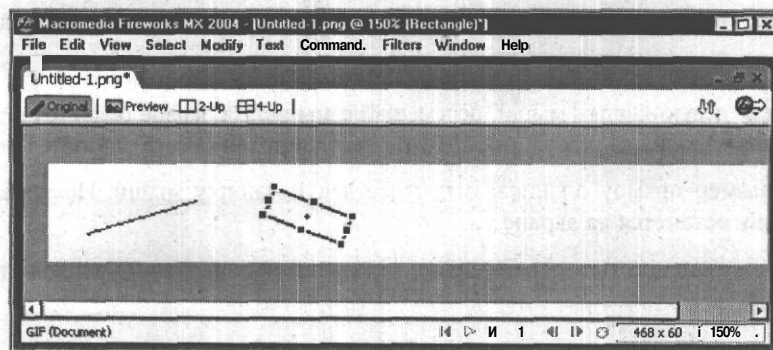 Macromedia Fireworks MX 2004 - [Untitled-1.png @ 150% (Rectangle)*]
File Edit View Select Modify Text Command. Filters Window Help
Untitled-1.png*
Original Preview 2-Up 4-Up
GIF (Document) И 1 468 x 60 i 150%